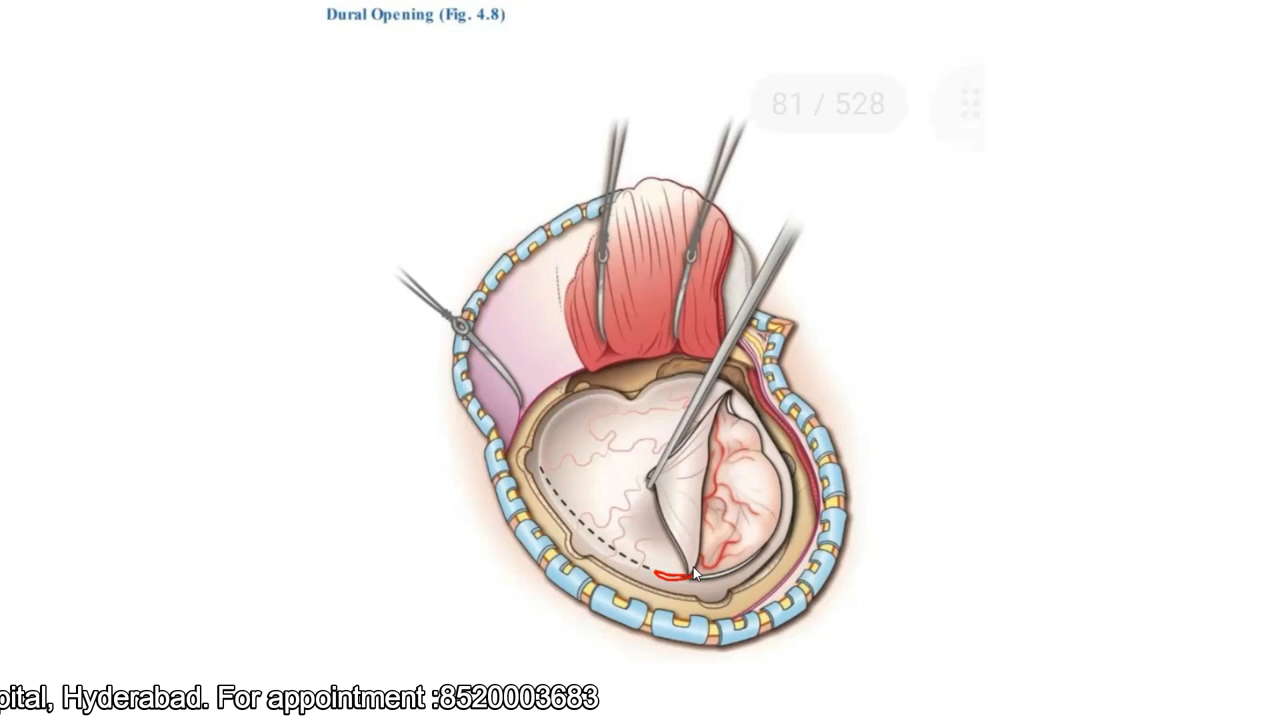 Dural Opening (Fig. 4.8)
81 / 528
pital, Hyderabad. For appointment :8520003683